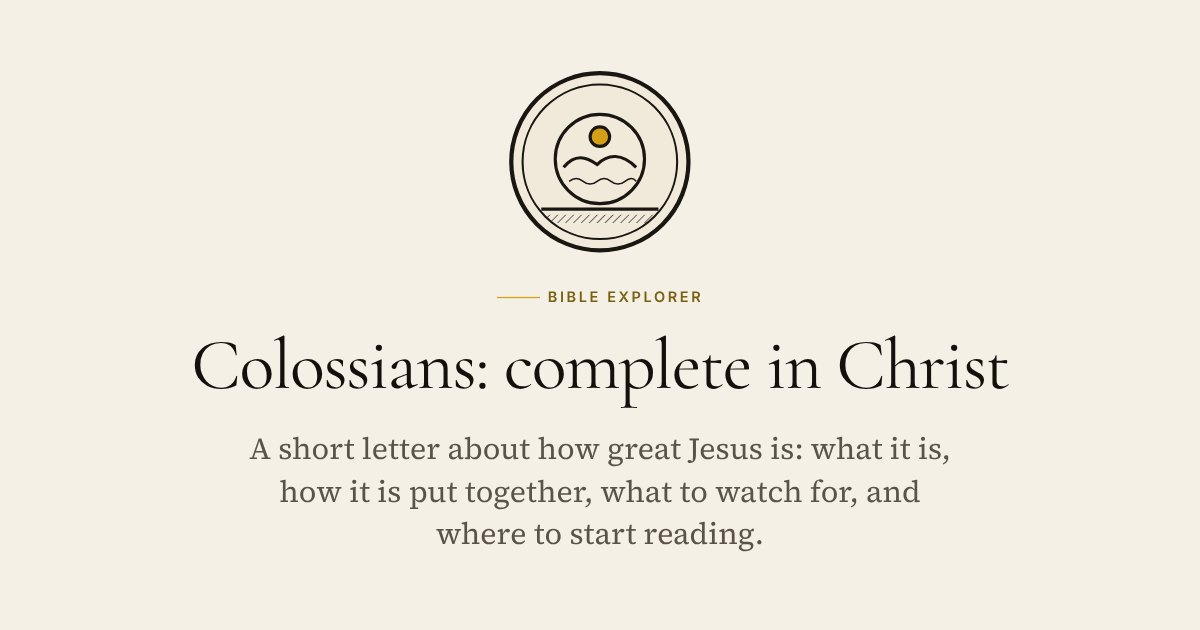 BIBLE EXPLORER
Colossians: complete in Christ
A short letter about how great Jesus is: what it is,
how it is put together, what to watch for, and
where to start reading.